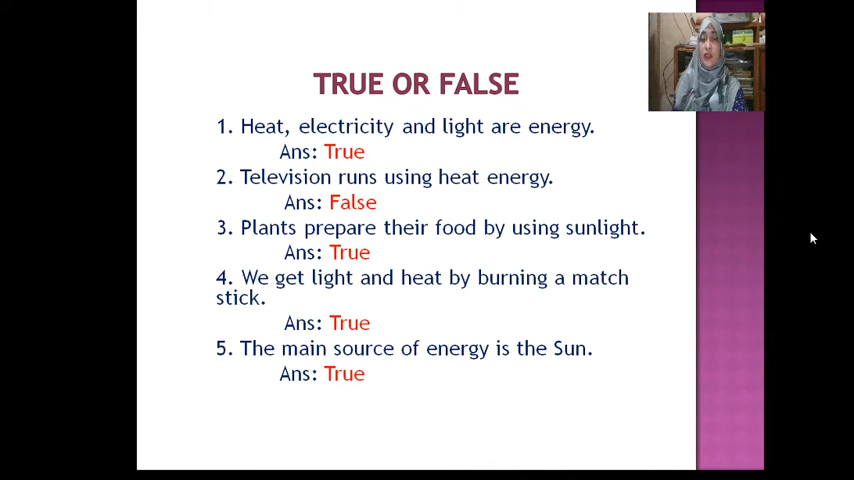 TRUE OR FALSE
1. Heat, electricity and light are energy.
Ans: True
2. Television runs using heat energy.
Ans: False
3. Plants prepare their food by using sunlight.
Ans: True
4. We get light and heat by burning a match
stick.
Ans: True
5. The main source of energy is the Sun.
Ans: True